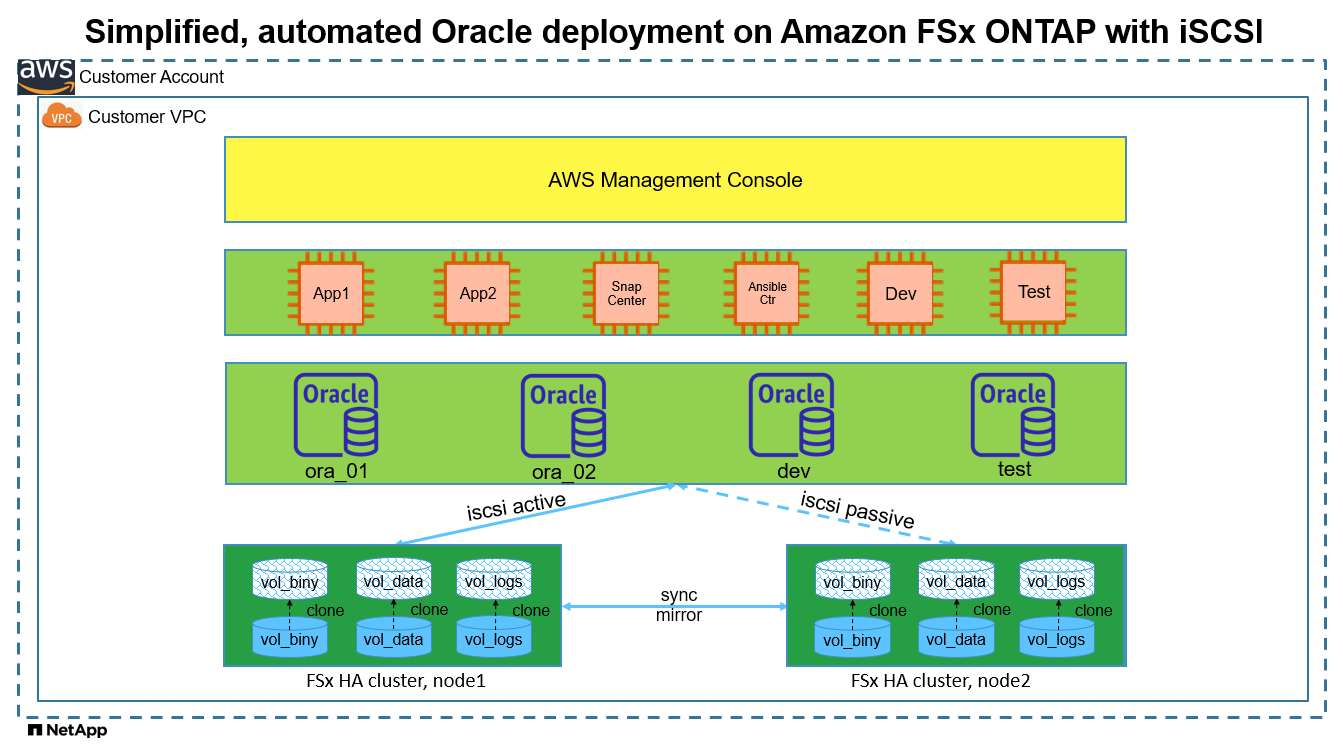 Simplified, automated Oracle deployment on Amazon FSx ONTAP with iSCSI
aws
Customer Account
VPC
Customer VPC
AWS Management Console
App1
App2
Snap
Center
Ansible
Ctr
Dev
Test
Oracle
ora_01
Oracle
ora_02
Oracle
dev
Oracle
test
iscsi active
iscsi passive
vol_biny
vol_data
vol_logs
clone
clone
clone
vol_biny
vol_data
vol_logs
FSx HA cluster, node1
sync
mirror
vol_biny
vol_data
vol_logs
clone
clone
clone
vol_biny
vol_data
vol_logs
FSx HA cluster, node2
NetApp